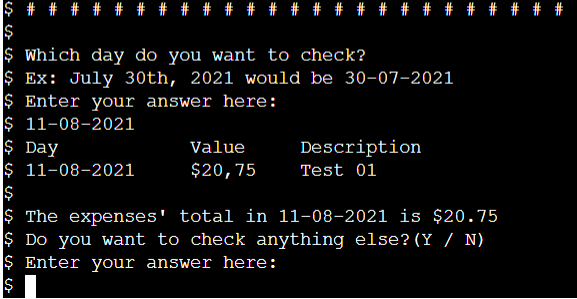 $ # # # # # # # # # # # # # # # # # # # # # # # # #
$
$ Which day do you want to check?
$ Ex: July 30th, 2021 would be 30-07-2021
$ Enter your answer here:
$ 11-08-2021
$ Day            Value     Description
$ 11-08-2021     $20,75    Test 01
$
$ The expenses' total in 11-08-2021 is $20.75
$ Do you want to check anything else?(Y / N)
$ Enter your answer here:
$